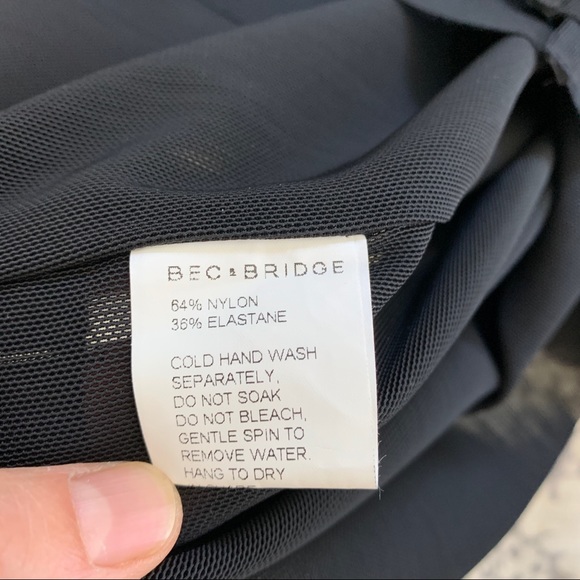 BEC & BRIDGE
64% NYLON
36% ELASTANE
COLD HAND WASH
SEPARATELY,
DO NOT SOAK
DO NOT BLEACH,
GENTLE SPIN TO
REMOVE WATER.
HANG TO DRY